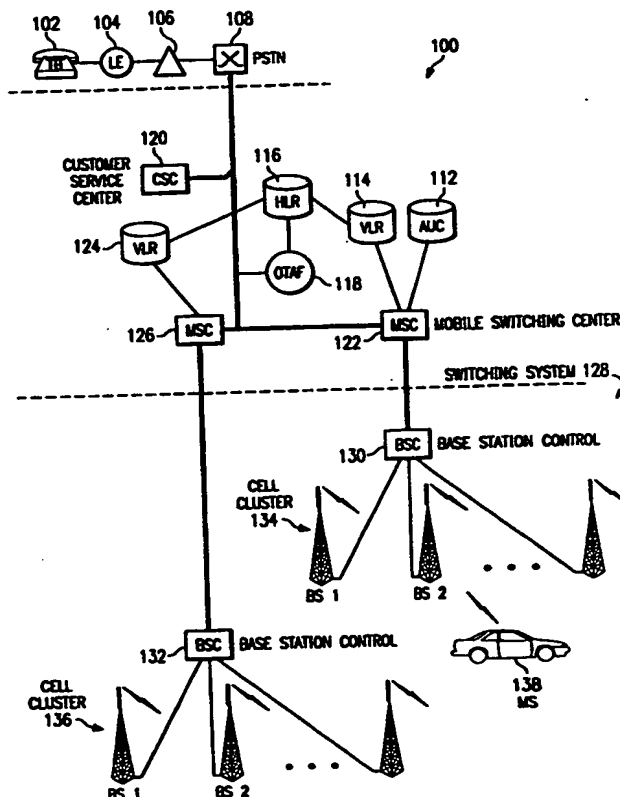 102
104
106
108
LE
PSTN
100
120
CUSTOMER
SERVICE
CENTER
CSC
116
HLR
114
VLR
112
AUC
124
VLR
OTAF
118
126
MSC
122
MSC
MOBILE SWITCHING CENTER
SWITCHING SYSTEM 128
130
BSC
BASE STATION CONTROL
CELL
CLUSTER
134
BS 1
BS 2
132
BSC
BASE STATION CONTROL
138
MS
CELL
CLUSTER
136
BS 1
BS 2